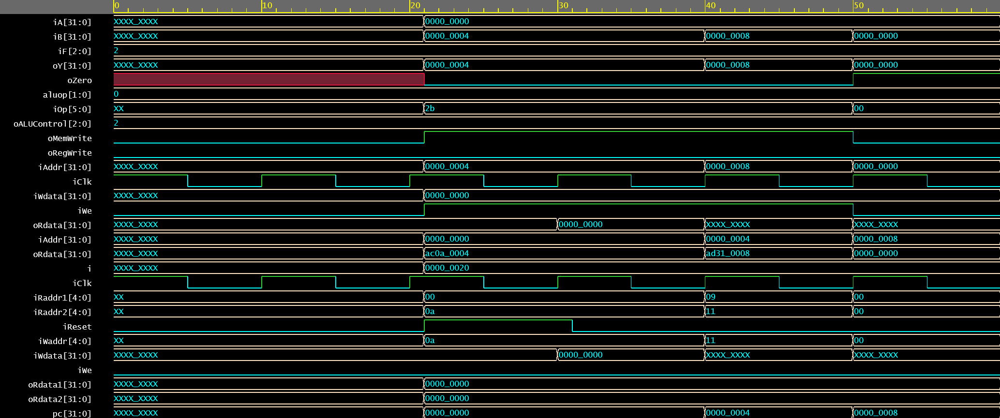 0 10 20 30 40 50
iA[31:0] XXXX_XXXX 0000_0000
iB[31:0] XXXX_XXXX 0000_0004 0000_0008 0000_0000
iF[2:0] 2
oY[31:0] XXXX_XXXX 0000_0004 0000_0008 0000_0000
oZero
aluop[1:0] 0
iOp[5:0] XX 2b 00
oALUControl[2:0] 2
oMemWrite
oRegWrite
iAddr[31:0] XXXX_XXXX 0000_0004 0000_0008 0000_0000
iClk
iWdata[31:0] XXXX_XXXX 0000_0000
iWe
oRdata[31:0] XXXX_XXXX 0000_0000 XXXX_XXXX XXXX_XXXX
iAddr[31:0] XXXX_XXXX 0000_0000 0000_0004 0000_0008
oRdata[31:0] XXXX_XXXX ac0a_0004 ad31_0008 0000_0000
i XXXX_XXXX 0000_0020
iClk
iRaddr1[4:0] XX 00 09 00
iRaddr2[4:0] XX 0a 11 00
iReset
iWaddr[4:0] XX 0a 11 00
iWdata[31:0] XXXX_XXXX 0000_0000 XXXX_XXXX XXXX_XXXX
iWe
oRdata1[31:0] XXXX_XXXX 0000_0000
oRdata2[31:0] XXXX_XXXX 0000_0000
pc[31:0] XXXX_XXXX 0000_0000 0000_0004 0000_0008